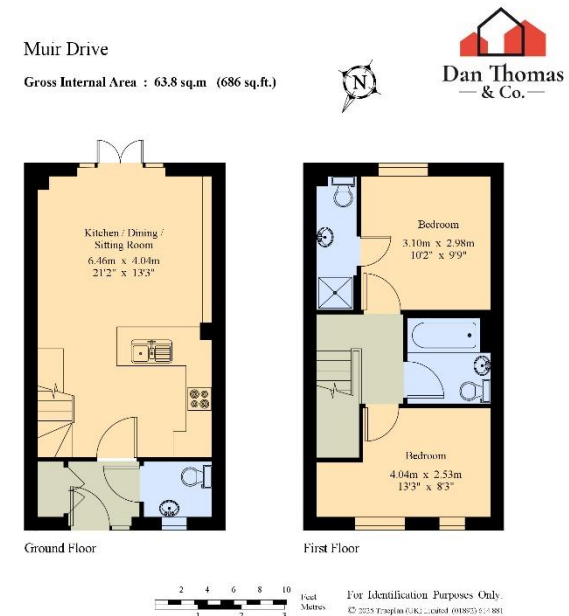 Muir Drive
Gross Internal Area : 63.8 sq.m (686 sq.ft.)
N
Dan Thomas
& Co.
Kitchen / Dining /
Sitting Room
6.46m x 4.04m
21'2" x 13'3"
Bedroom
3.10m x 2.98m
10'2" x 9'9"
Bedroom
4.04m x 2.53m
13'3" x 8'3"
Ground Floor
First Floor
2 4 6 8 10 Feet
1 2 3 Metres
For Identification Purposes Only.
© 2025 Trueplan (UK) Limited (01892) 614 881